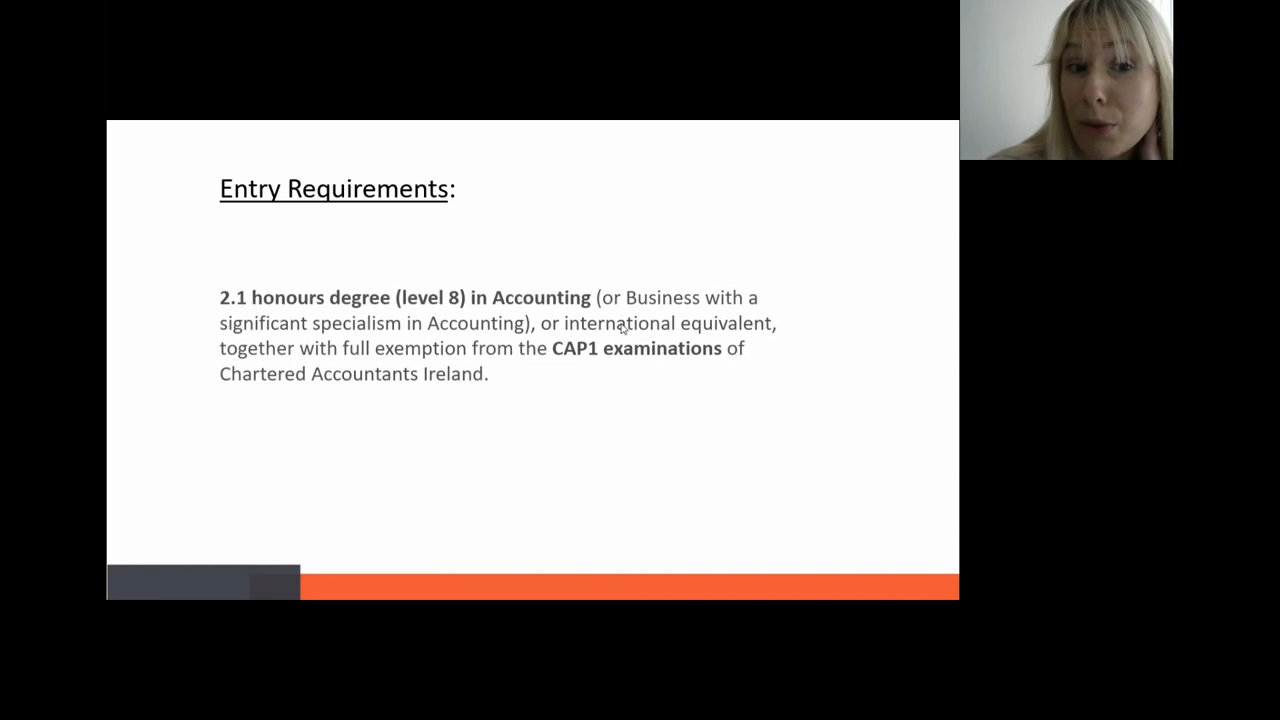 Entry Requirements:
2.1 honours degree (level 8) in Accounting (or Business with a
significant specialism in Accounting), or international equivalent,
together with full exemption from the CAP1 examinations of
Chartered Accountants Ireland.